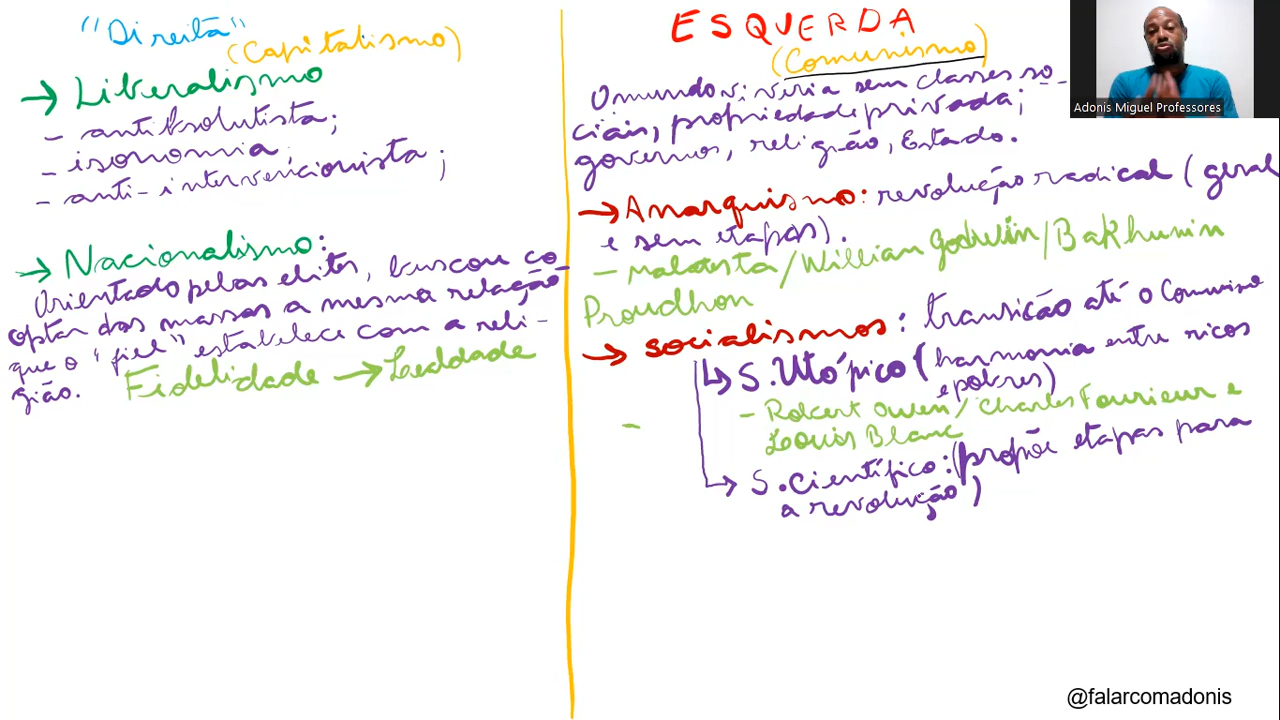 "Direita"
(Capitalismo)
→ Liberalismo
- antiabsolutista;
- isonomia;
- anti-intervencionista;
→ Nacionalismo:
Orientado pelas elites, buscou co-
optar das massas a mesma relação
que o "fiel" estabelece com a reli-
gião.
Fidelidade → Lealdade
ESQUERDA
(Comunismo)
O mundo viveria sem classes so-
ciais, propriedade privada;
governos, religião, Estado.
→ Anarquismo: revolução radical (geral
e sem etapas).
- Malatesta/Willian Godwin/Bakhunin
Proudhon
→ socialismos: transicão até o Comunismo
↳ S. Utópico (harmonia entre ricos
e pobres)
- Robert Owen/Charles Fourieur e
Louis Blanc
-
→ S. Científico: (propõe etapas para
a revolução)
Adonis Miguel Professores
@falarcomadonis